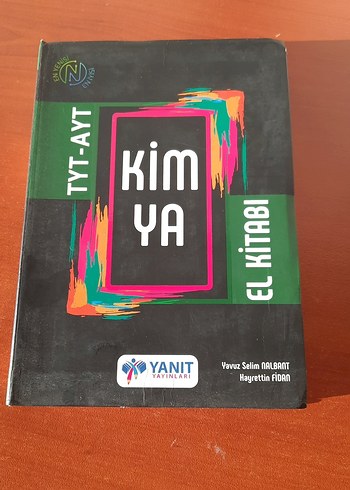 TYT-AYT
KİM
YA
EL KİTABI
YANIT
YAYINLARI
Yavuz Selim NALBANT
Hayrettin FİDAN